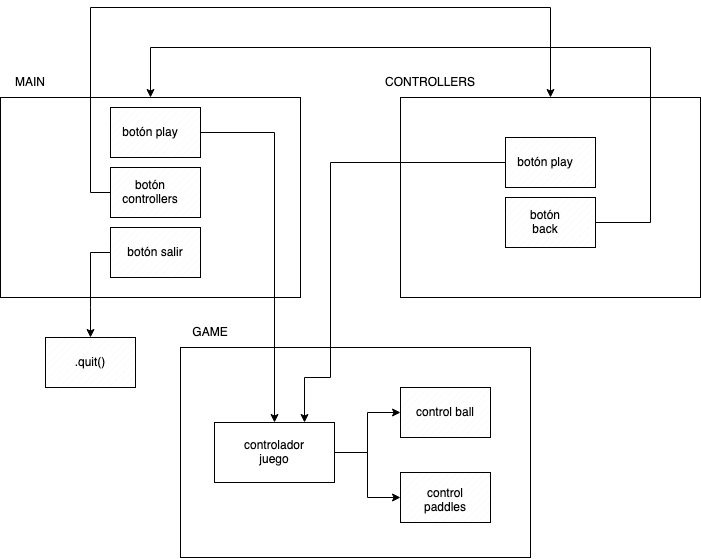 MAIN
CONTROLLERS
botón play
botón
controllers
botón salir
botón play
botón
back
.quit()
GAME
controlador
juego
control ball
control
paddles